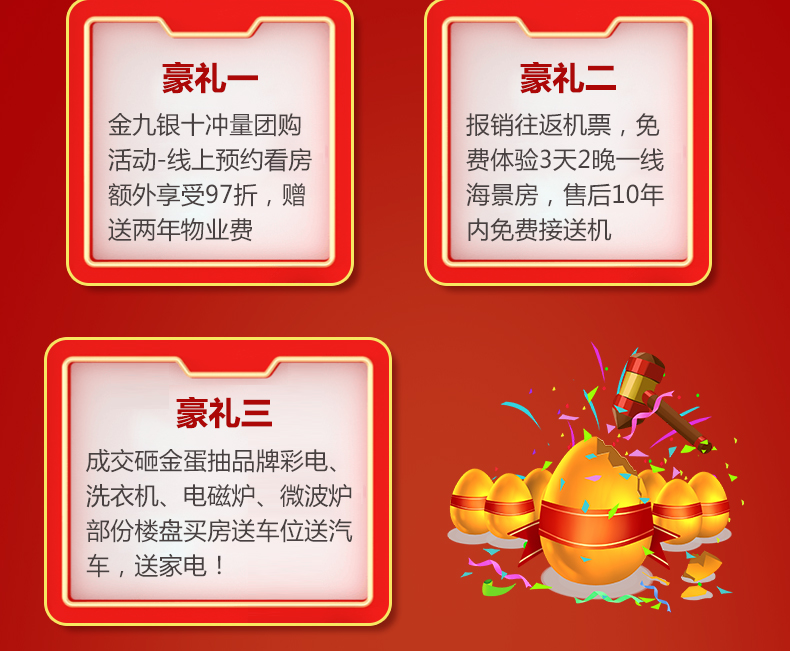 豪礼一
金九银十冲量团购
活动-线上预约看房
额外享受97折，赠
送两年物业费
豪礼二
报销往返机票，免
费体验3天2晚一线
海景房，售后10年
内免费接送机
豪礼三
成交砸金蛋抽品牌彩电、
洗衣机、电磁炉、微波炉
部份楼盘买房送车位送汽
车，送家电！